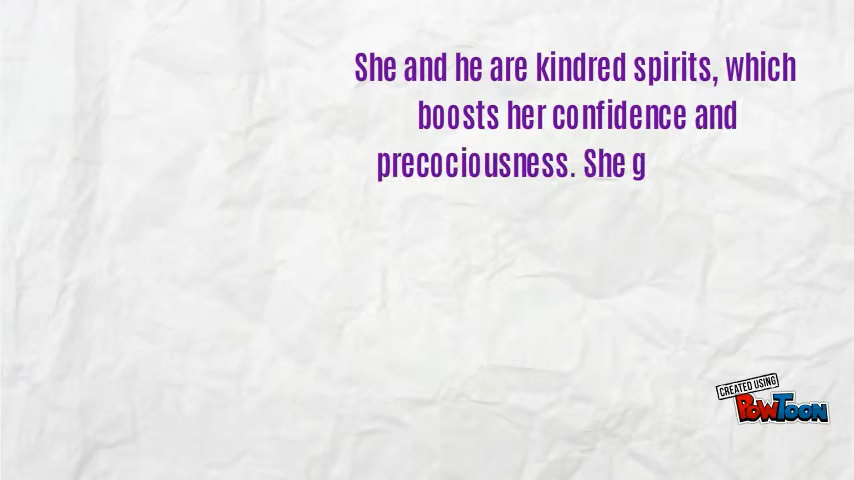 She and he are kindred spirits, which
boosts her confidence and
precociousness. She g
CREATED USING
POWTOON